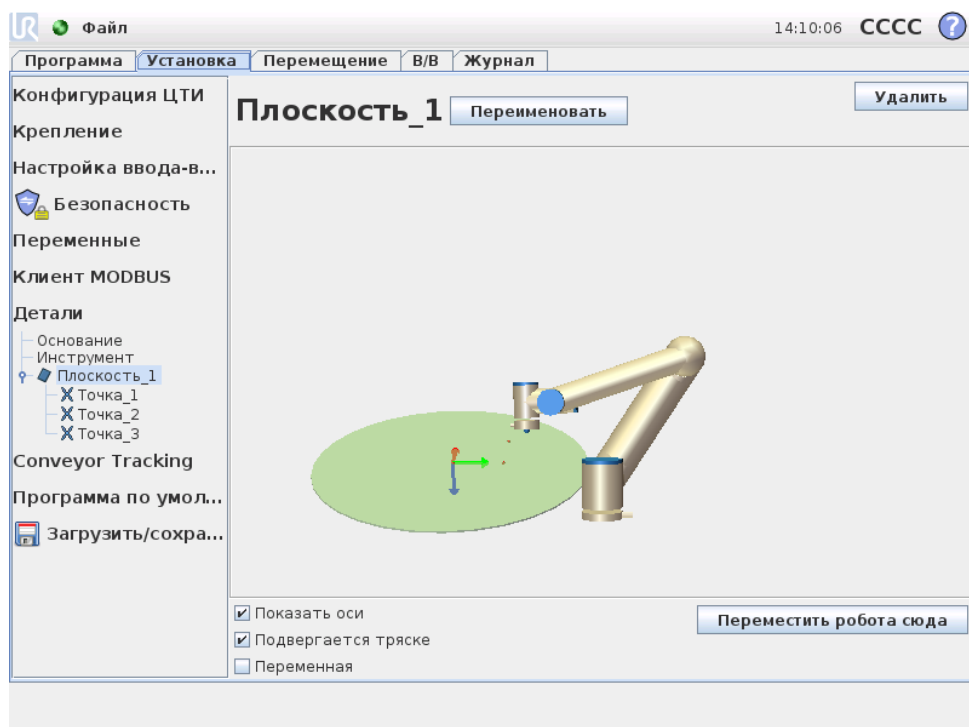 UR Файл 14:10:06 CCCC ?
Программа Установка Перемещение В/В Журнал
Конфигурация ЦТИ
Крепление
Настройка ввода-в...
Безопасность
Переменные
Клиент MODBUS
Детали
Основание
Инструмент
Плоскость_1
Точка_1
Точка_2
Точка_3
Conveyor Tracking
Программа по умол...
Загрузить/сохра...
Плоскость_1 Переименовать Удалить
Показать оси
Подвергается тряске
Переменная
Переместить робота сюда